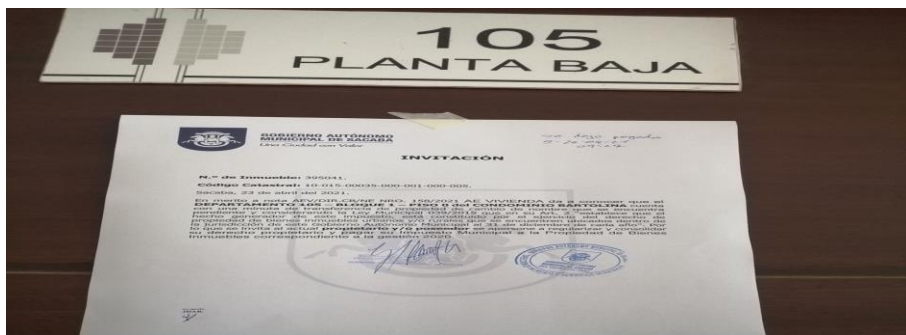 105
PLANTA BAJA
GOBIERNO AUTÓNOMO
MUNICIPAL DE SACABA
Una Ciudad con Valor
INVITACIÓN
N.º de Inmueble: 395041.
Código Catastral: 10-015-00035-000-001-000-005.
Sacaba, 23 de abril del 2021.
En merito a nota AEV/DIR.CB/NE NRO. 158/2021 AE VIVIENDA da a conocer que el
DEPARTAMENTO 105 – BLOQUE 1 – PISO 0 del CONDOMINIO BARTOLINA cuenta
con una minuta de transferencia de propiedad de cambio de nombre que se encuentra
pendiente y considerando la Ley Municipal 039/2015 que en su Art. 2 "establece que el
hecho generador de este impuesto, está constituido por el ejercicio del derecho de
propiedad de bienes inmuebles urbanos y/o rurales que se encuentren ubicados dentro de
la jurisdicción de este Gobierno Autónomo Municipal, al 31 de diciembre de cada año". Por
lo que se invita al actual propietario y/o poseedor se apersone a regularizar y consolidar
su derecho propietario y pagar su Impuesto Municipal a la Propiedad de Bienes
Inmuebles correspondiente a la gestión 2020.